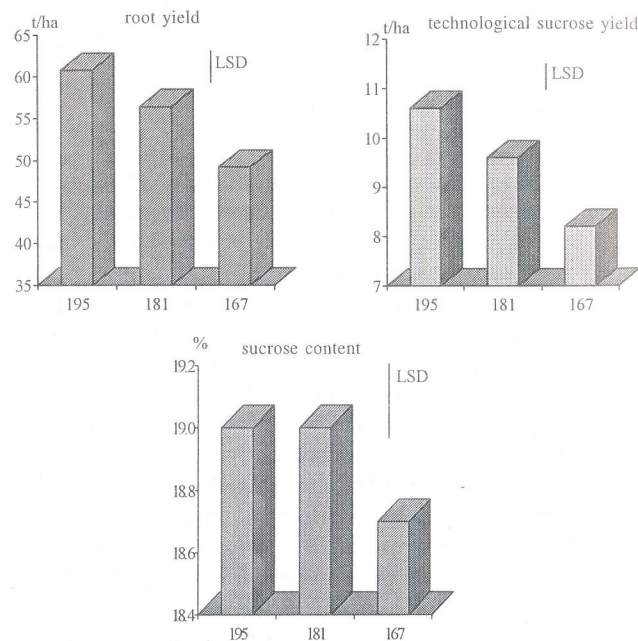 root yield
t/ha
65
60
55
50
45
40
35
LSD
195 181 167
technological sucrose yield
t/ha
12
11
10
9
8
7
LSD
195 181 167
sucrose content
%
19.2
19.0
18.8
18.6
18.4
LSD
195 181 167